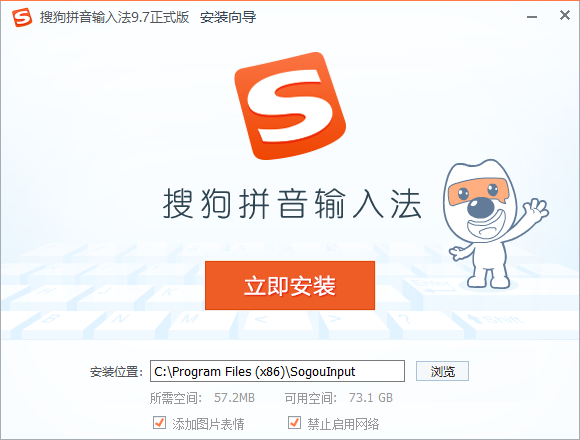 搜狗拼音输入法9.7正式版 安装向导
S
搜狗拼音输入法
立即安装
B N M < > ? Shift
安装位置: C:\Program Files (x86)\SogouInput 浏览
所需空间: 57.2MB 可用空间: 73.1 GB
添加图片表情 禁止启用网络